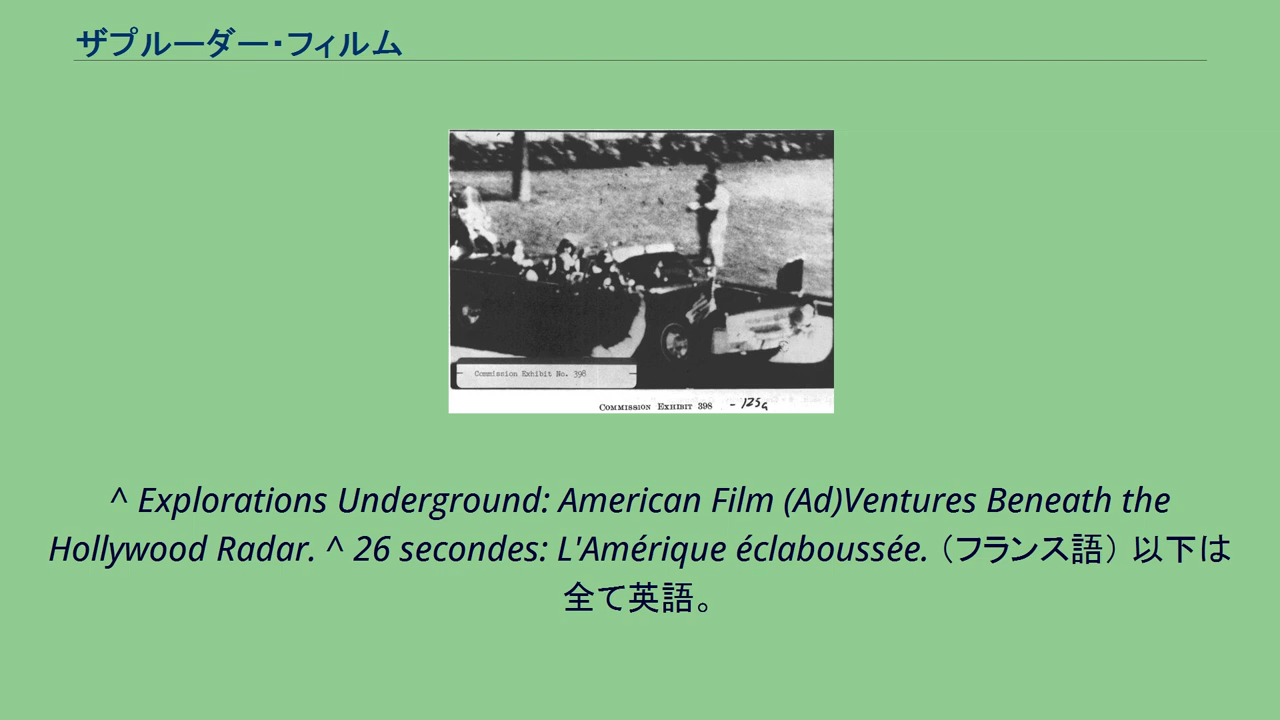 ザプルーダー・フィルム
Commission Exhibit No. 398
COMMISSION EXHIBIT 398 - 125a
^ Explorations Underground: American Film (Ad)Ventures Beneath the
Hollywood Radar. ^ 26 secondes: L'Amérique éclaboussée. （フランス語） 以下は
全て英語。